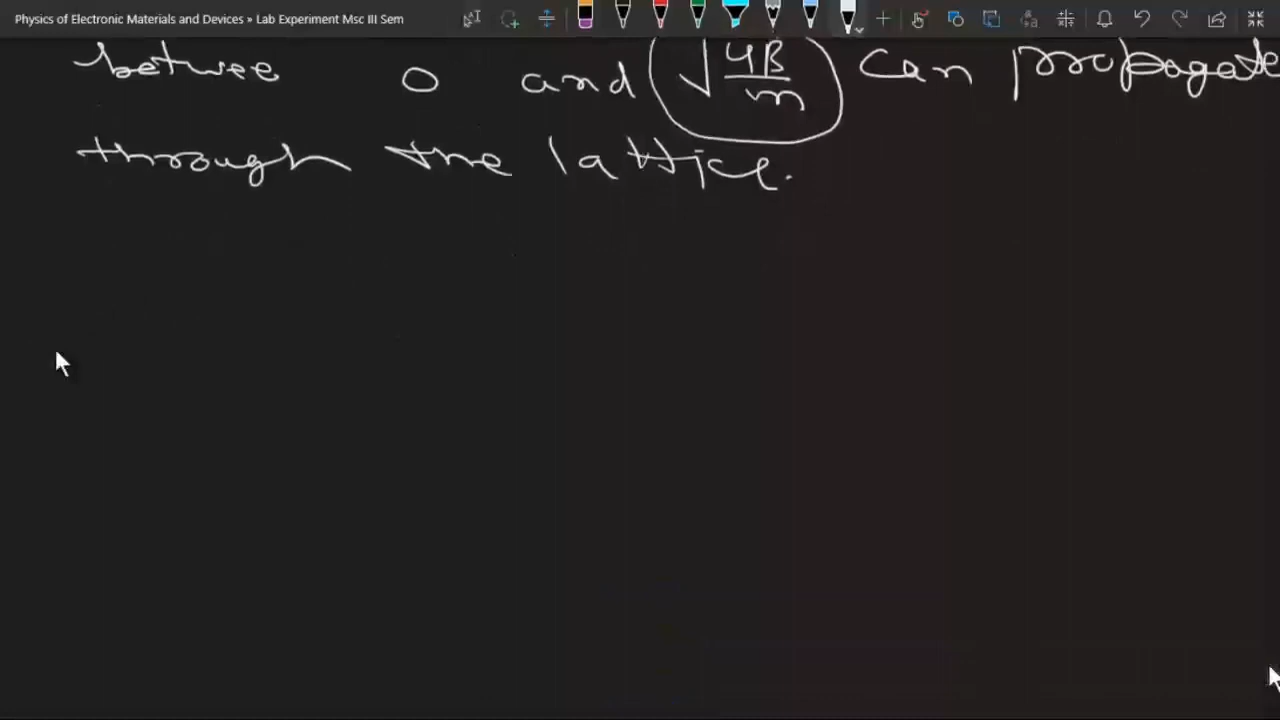 Physics of Electronic Materials and Devices » Lab Experiment Msc III Sem
betwee 0 and (√4β/m) can propagate
through the lattice.